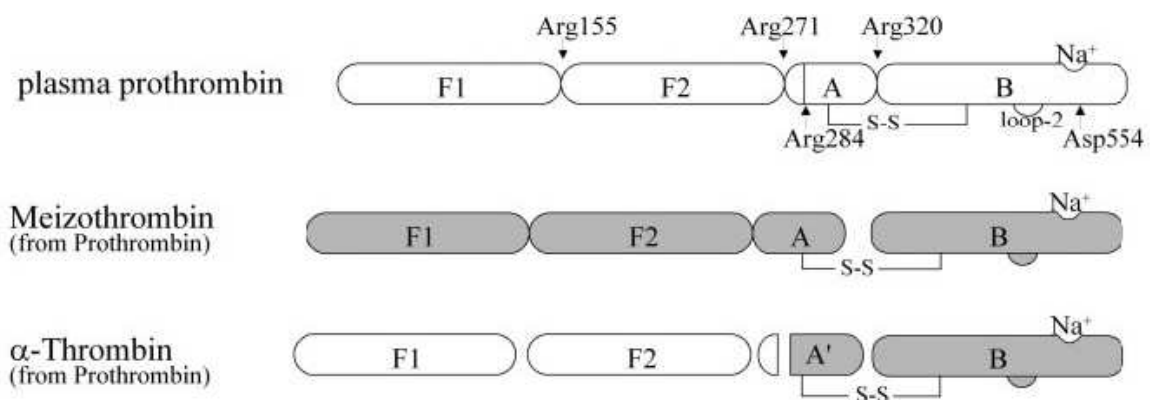 Arg155 Arg271 Arg320
Na⁺
plasma prothrombin F1 F2 A B
S-S loop-2
Arg284 Asp554
Na⁺
Meizothrombin
(from Prothrombin) F1 F2 A B
S-S
Na⁺
α-Thrombin
(from Prothrombin) F1 F2 A' B
S-S